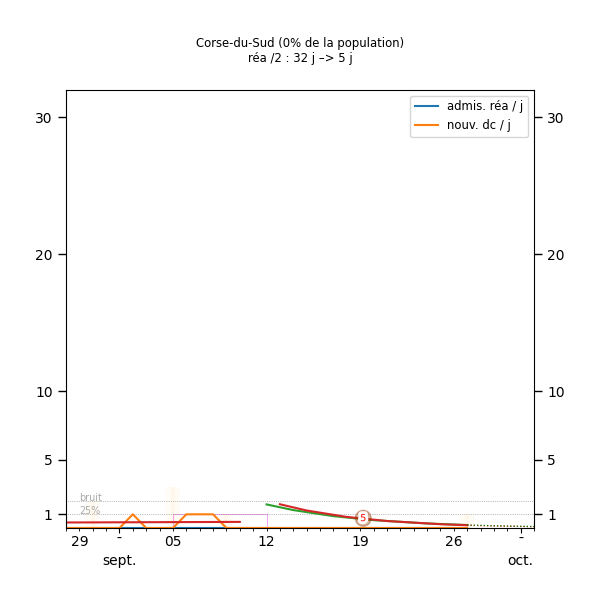 Corse-du-Sud (0% de la population)
réa /2 : 32 j –> 5 j
admis. réa / j
nouv. dc / j
30
30
20
20
10
10
5
5
bruit
25%
1
1
5
29
-
05
12
19
26
-
sept.
oct.